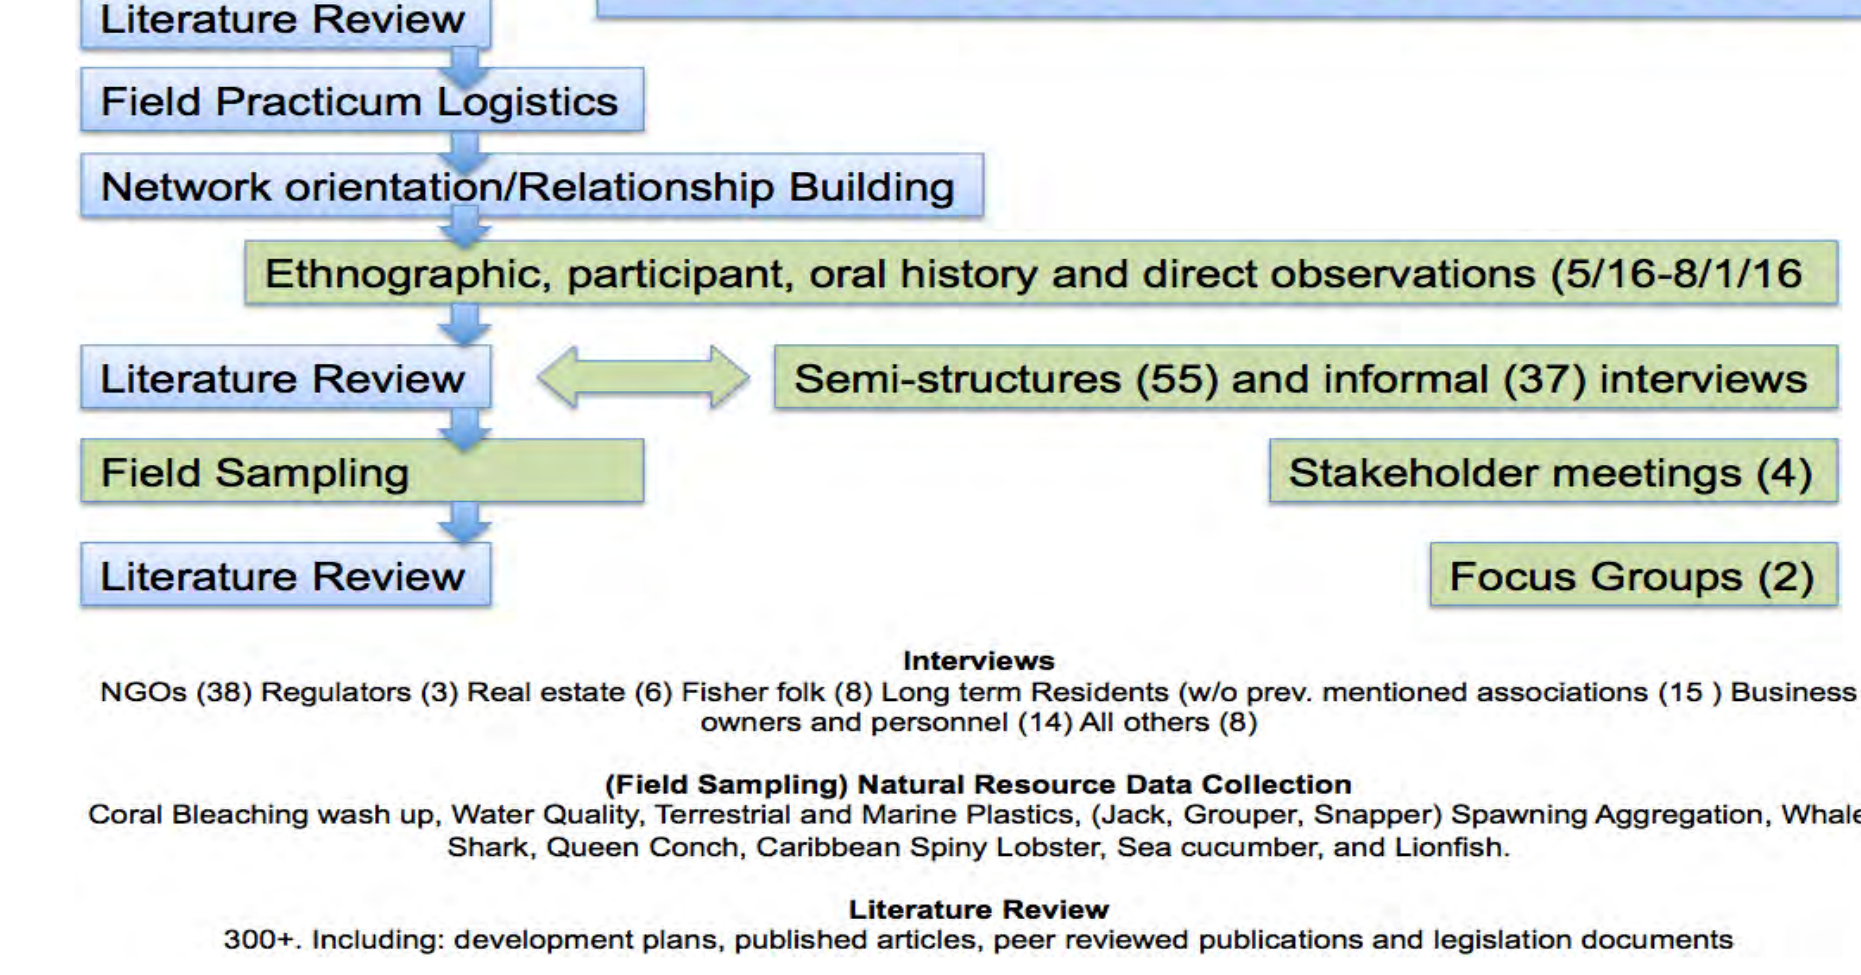 Literature Review
Field Practicum Logistics
Network orientation/Relationship Building
Ethnographic, participant, oral history and direct observations (5/16-8/1/16
Literature Review
Semi-structures (55) and informal (37) interviews
Field Sampling
Stakeholder meetings (4)
Literature Review
Focus Groups (2)
Interviews
NGOs (38) Regulators (3) Real estate (6) Fisher folk (8) Long term Residents (w/o prev. mentioned associations (15 ) Business
owners and personnel (14) All others (8)
(Field Sampling) Natural Resource Data Collection
Coral Bleaching wash up, Water Quality, Terrestrial and Marine Plastics, (Jack, Grouper, Snapper) Spawning Aggregation, Whale
Shark, Queen Conch, Caribbean Spiny Lobster, Sea cucumber, and Lionfish.
Literature Review
300+. Including: development plans, published articles, peer reviewed publications and legislation documents